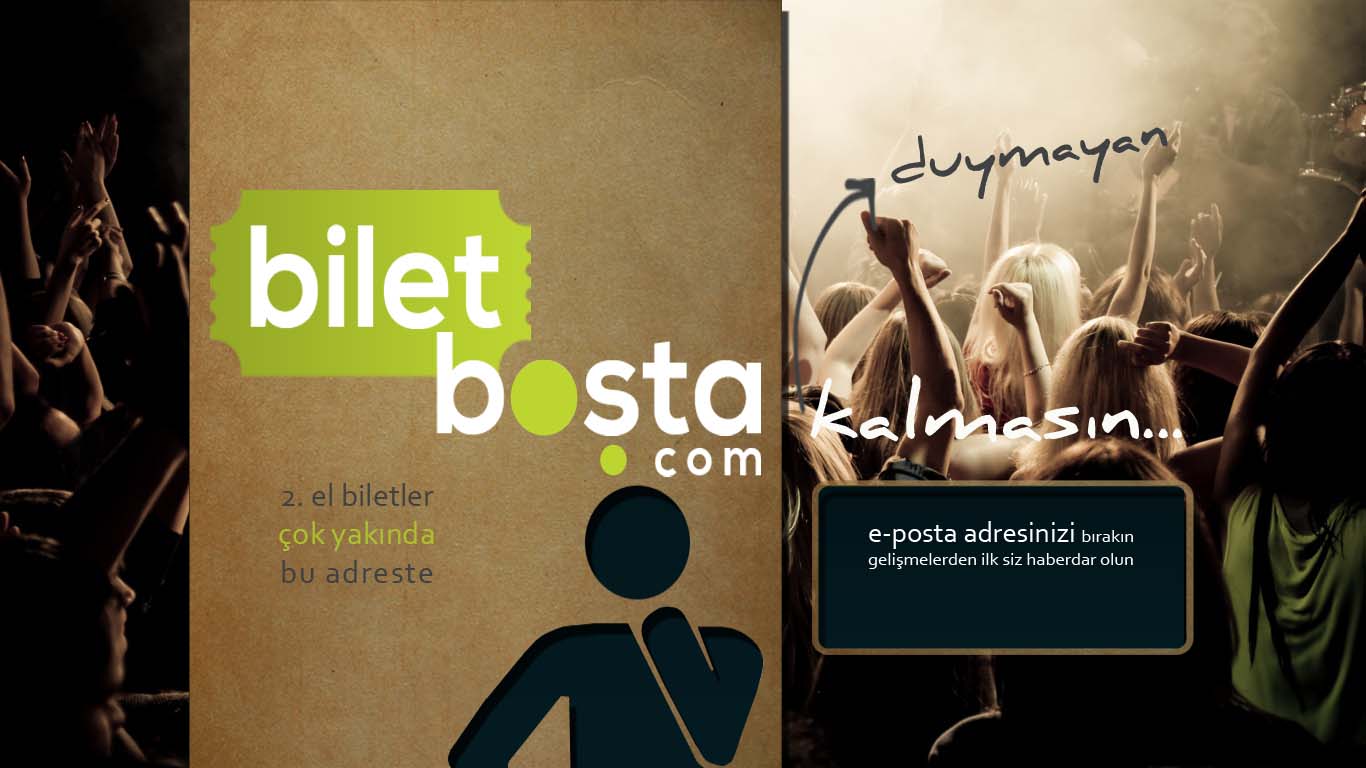 bilet
bosta
.com
2. el biletler
çok yakında
bu adreste
duymayan
kalmasın...
e-posta adresinizi bırakın
gelişmelerden ilk siz haberdar olun